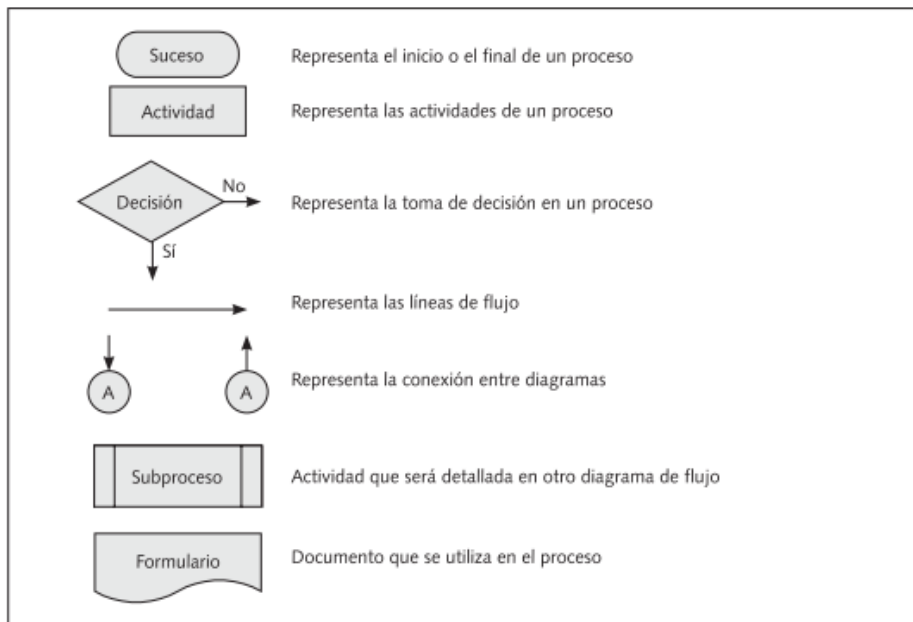 Suceso
Representa el inicio o el final de un proceso
Actividad
Representa las actividades de un proceso
Decisión
No
Representa la toma de decisión en un proceso
Sí
Representa las líneas de flujo
A
A
Representa la conexión entre diagramas
Subproceso
Actividad que será detallada en otro diagrama de flujo
Formulario
Documento que se utiliza en el proceso